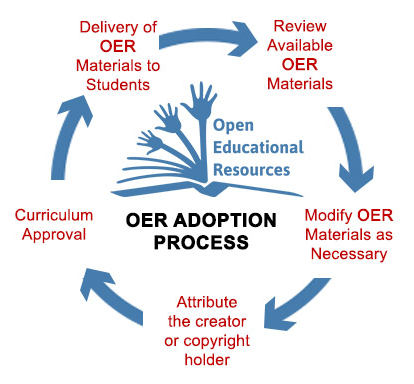 Delivery of
OER
Materials to
Students
Review
Available
OER
Materials
Open
Educational
Resources
Curriculum
Approval
OER ADOPTION
PROCESS
Modify OER
Materials as
Necessary
Attribute
the creator
or copyright
holder